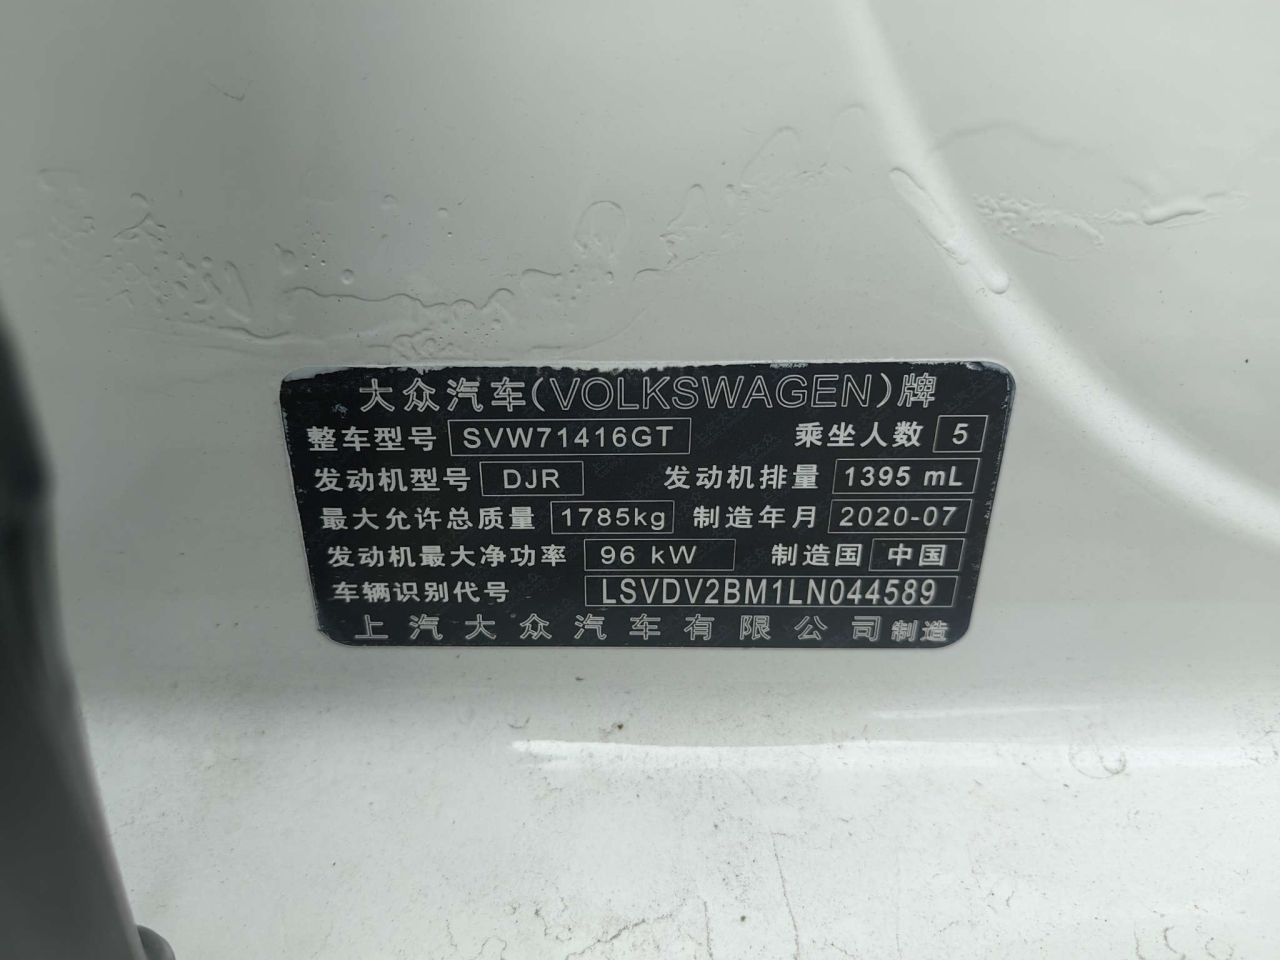 大众汽车(VOLKSWAGEN)牌
整车型号 SVW71416GT 乘坐人数 5
发动机型号 DJR 发动机排量 1395 mL
最大允许总质量 1785kg 制造年月 2020-07
发动机最大净功率 96 kW 制造国 中国
车辆识别代号 LSVDV2BM1LN044589
上汽大众汽车有限公司制造